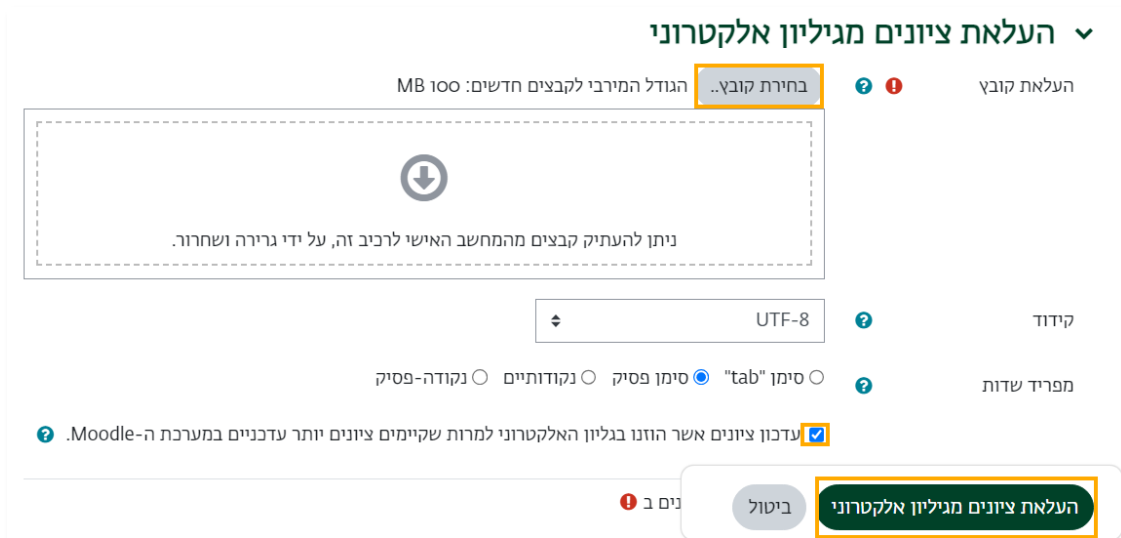 העלאת ציונים מגיליון אלקטרוני
העלאת קובץ
בחירת קובץ.. הגודל המירבי לקבצים חדשים: 100 MB
ניתן להעתיק קבצים מהמחשב האישי לרכיב זה, על ידי גרירה ושחרור.
קידוד
UTF-8
מפריד שדות
סימן "tab" סימן פסיק נקודותיים נקודה-פסיק
עדכון ציונים אשר הוזנו בגליון האלקטרוני למרות שקיימים ציונים יותר עדכניים במערכת ה-Moodle.
העלאת ציונים מגיליון אלקטרוני ביטול